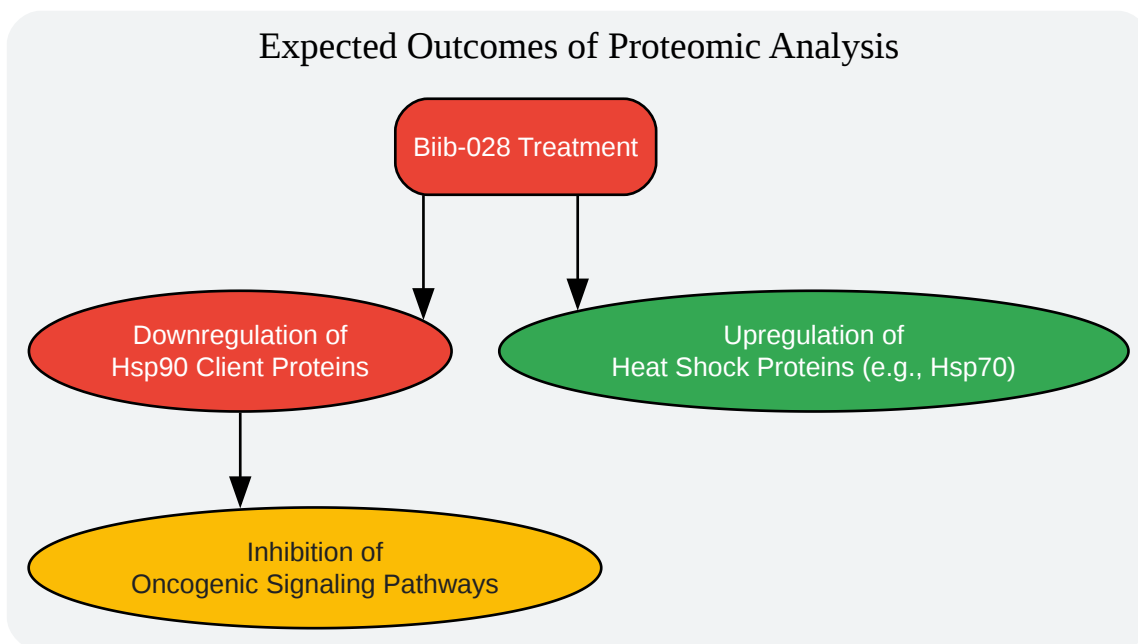 Expected Outcomes of Proteomic Analysis
Biib-028 Treatment
Downregulation of
Hsp90 Client Proteins
Upregulation of
Heat Shock Proteins (e.g., Hsp70)
Inhibition of
Oncogenic Signaling Pathways